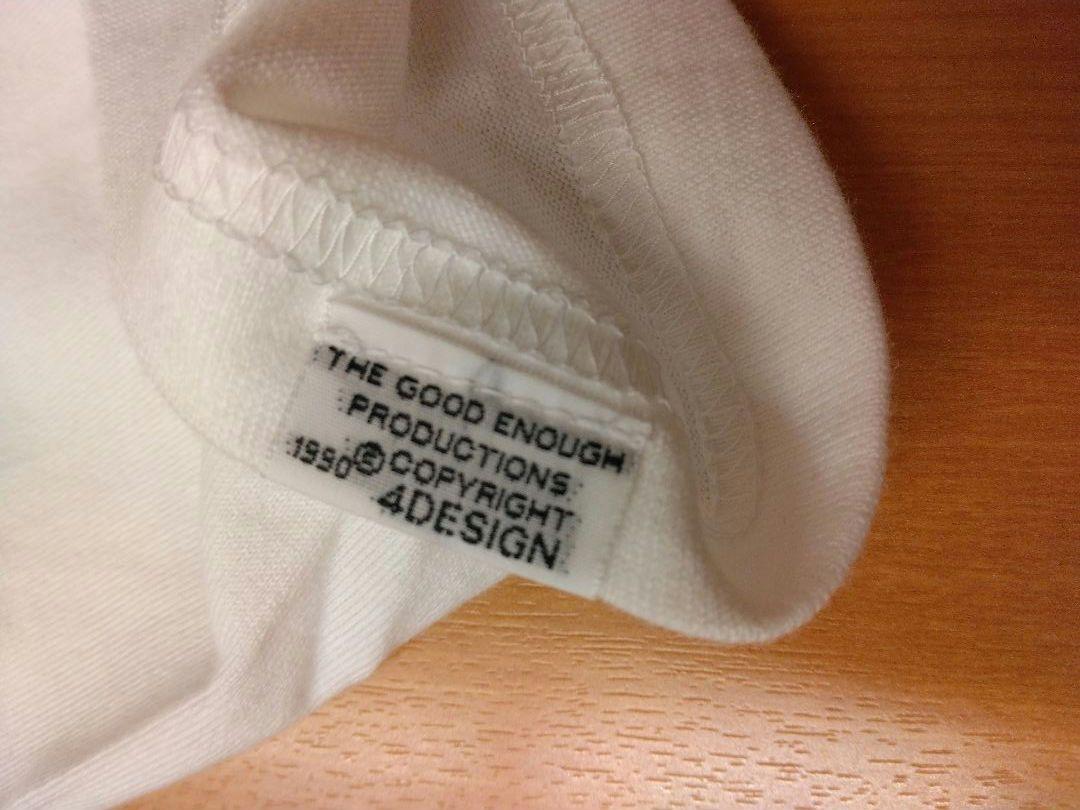 THE GOOD ENOUGH
PRODUCTIONS
1990 © COPYRIGHT
4DESIGN